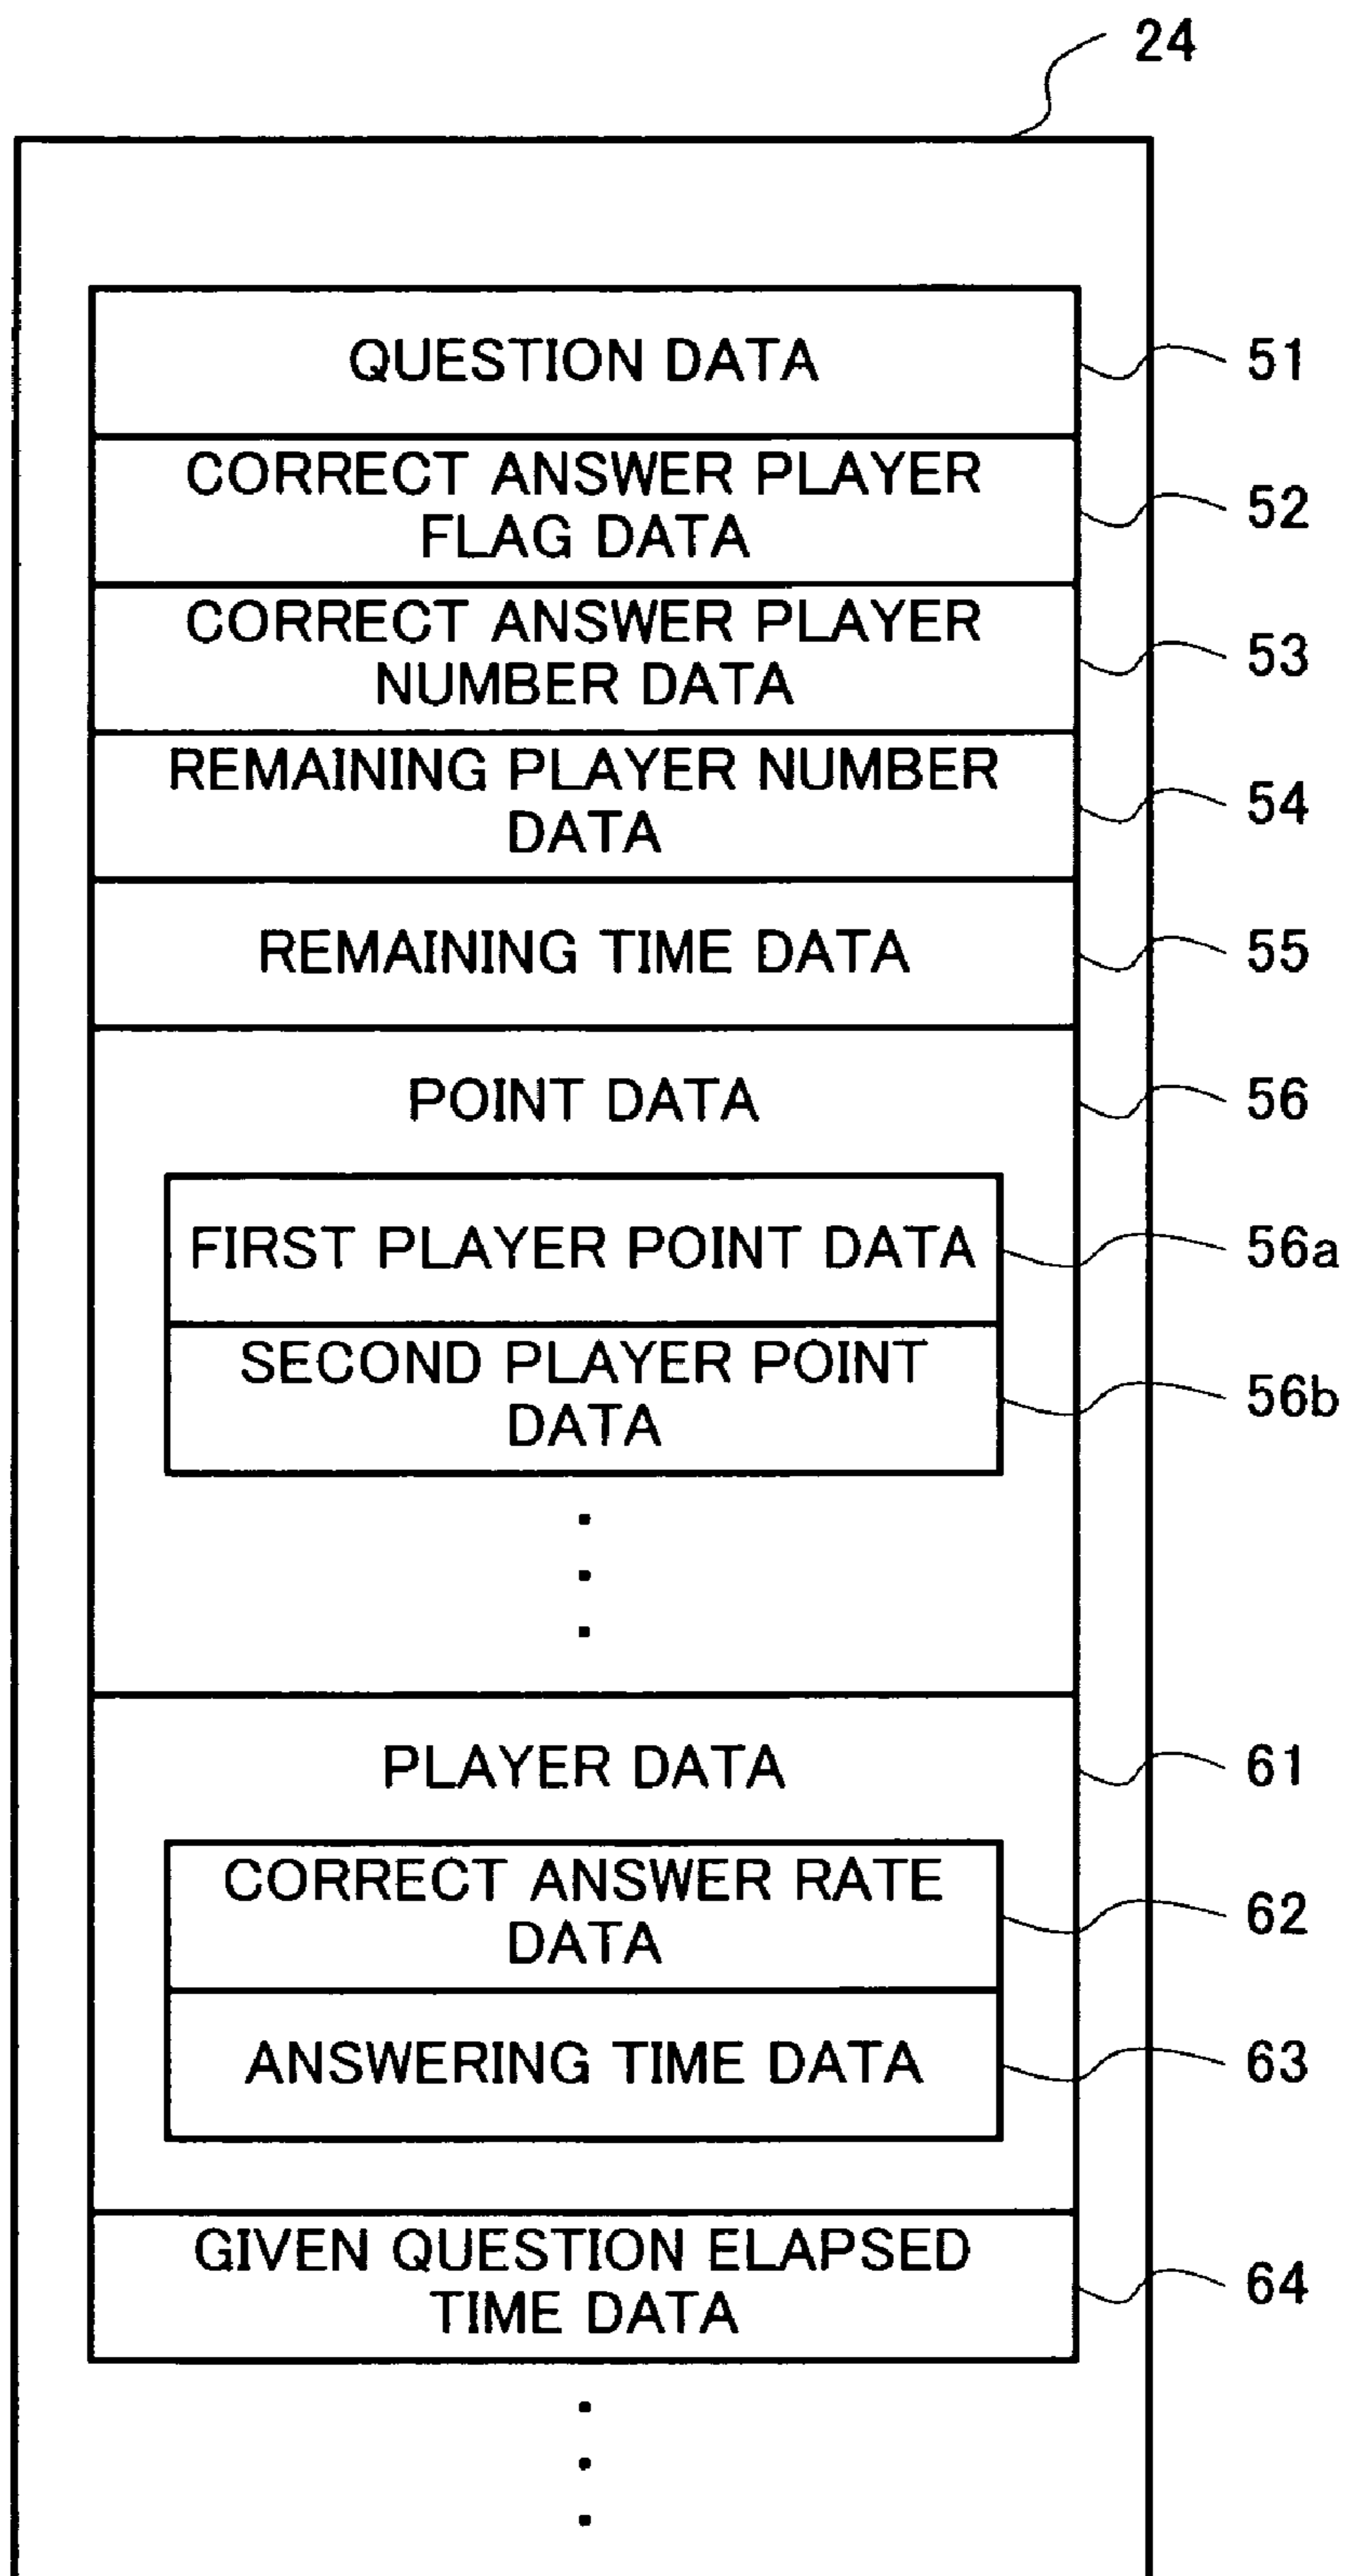 24
QUESTION DATA
51
CORRECT ANSWER PLAYER
FLAG DATA
52
CORRECT ANSWER PLAYER
NUMBER DATA
53
REMAINING PLAYER NUMBER
DATA
54
REMAINING TIME DATA
55
POINT DATA
56
FIRST PLAYER POINT DATA
56a
SECOND PLAYER POINT
DATA
56b
PLAYER DATA
61
CORRECT ANSWER RATE
DATA
62
ANSWERING TIME DATA
63
GIVEN QUESTION ELAPSED
TIME DATA
64